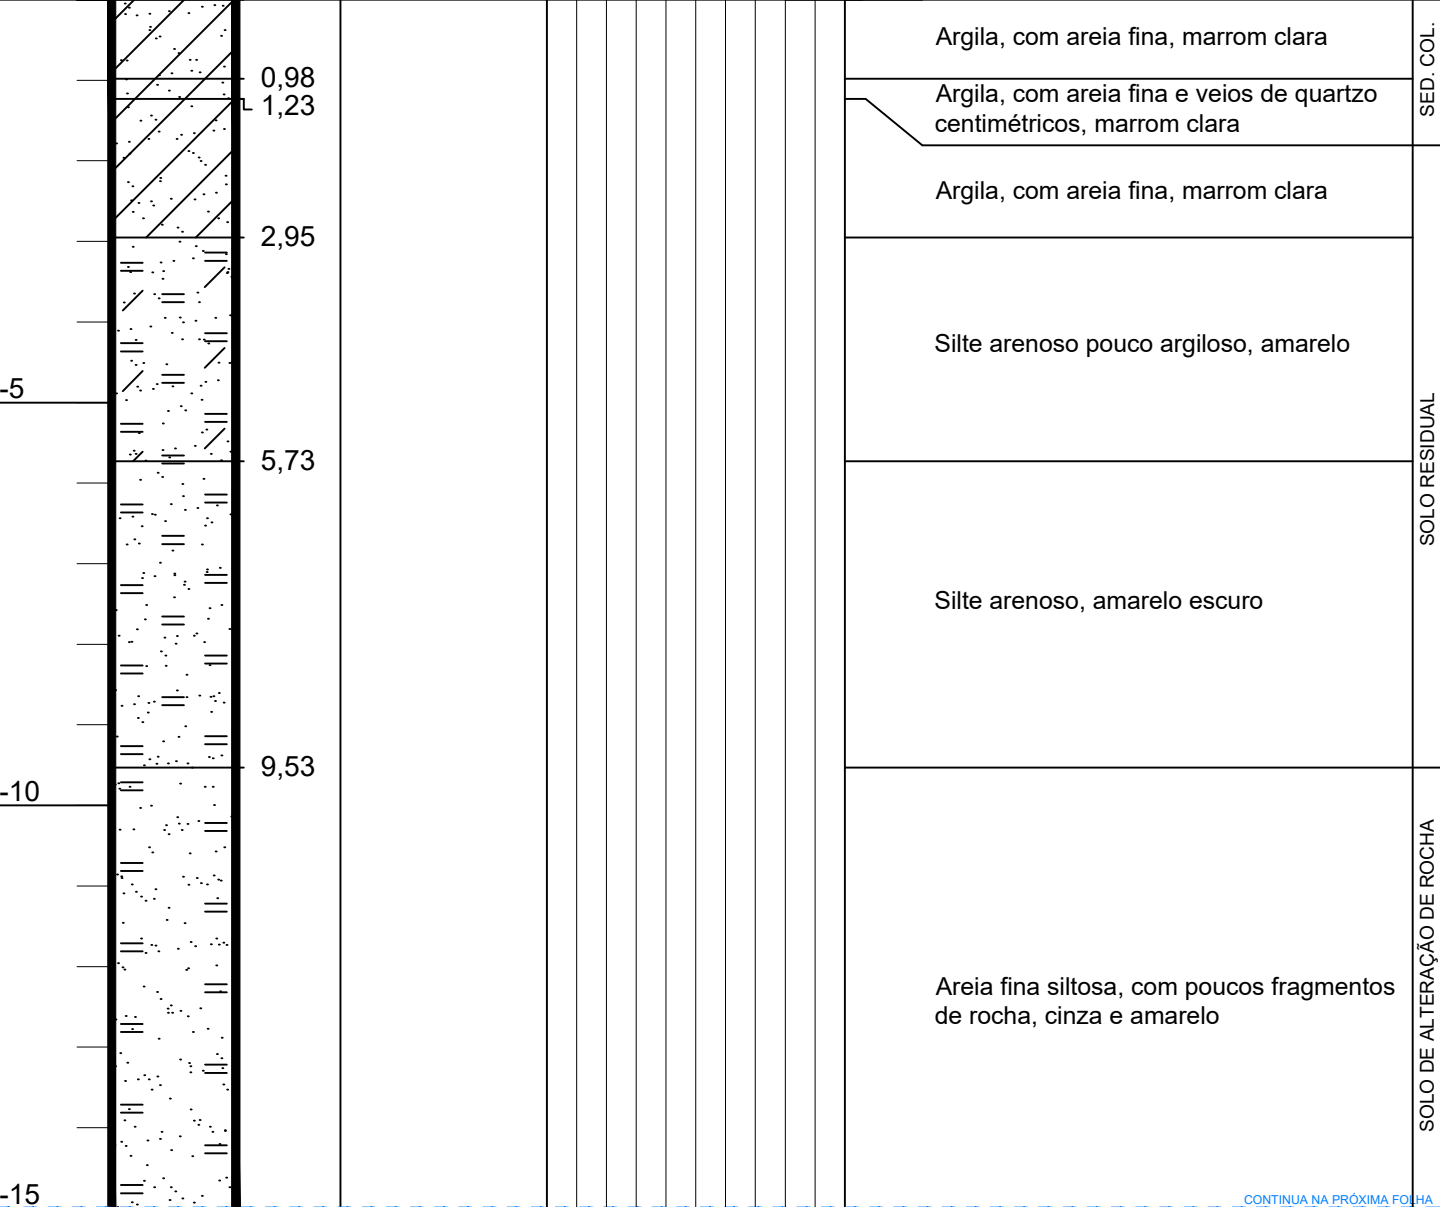 Argila, com areia fina, marrom clara
SED. COL.
0,98
1,23
Argila, com areia fina e veios de quartzo
centimétricos, marrom clara
Argila, com areia fina, marrom clara
2,95
Silte arenoso pouco argiloso, amarelo
-5
5,73
SOLO RESIDUAL
Silte arenoso, amarelo escuro
9,53
-10
Areia fina siltosa, com poucos fragmentos
de rocha, cinza e amarelo
SOLO DE ALTERAÇÃO DE ROCHA
-15
CONTINUA NA PRÓXIMA FOLHA